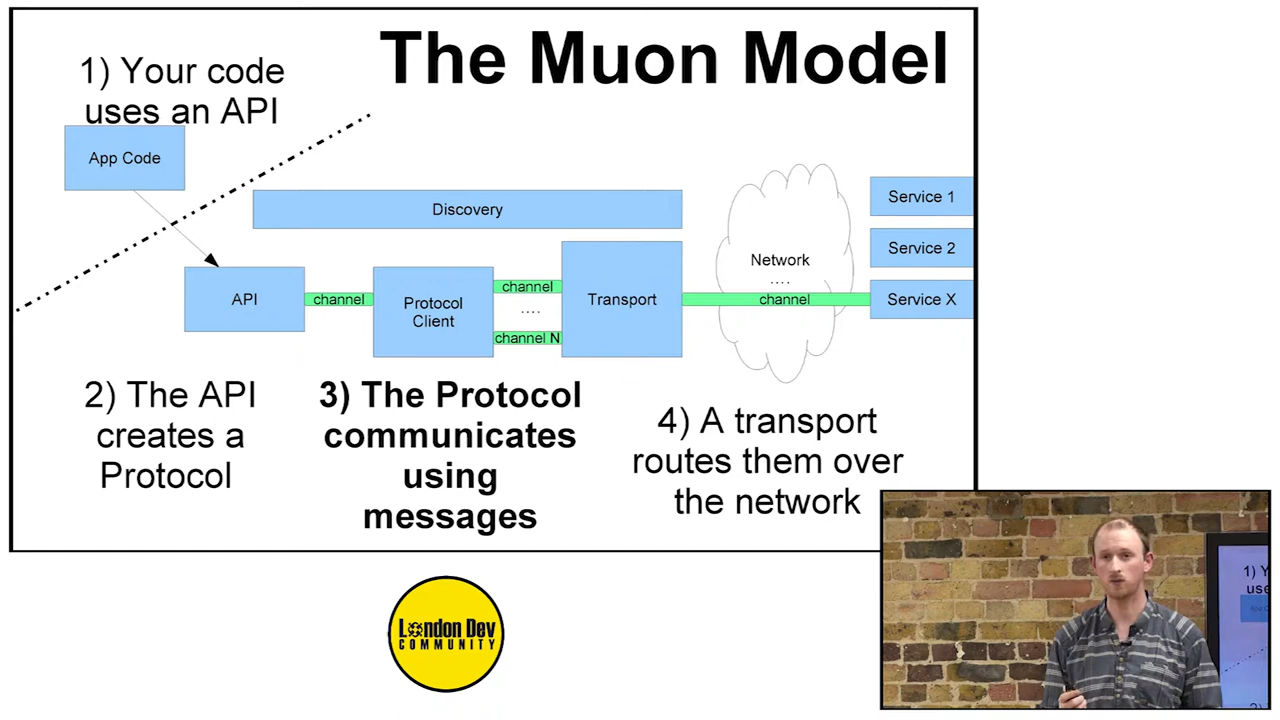 The Muon Model
1) Your code
uses an API
App Code
Discovery
API
channel
Protocol
Client
channel
....
channel N
Transport
Network
....
channel
Service 1
Service 2
Service X
2) The API
creates a
Protocol
3) The Protocol
communicates
using
messages
4) A transport
routes them over
the network
London Dev
COMMUNITY
1) Y
use